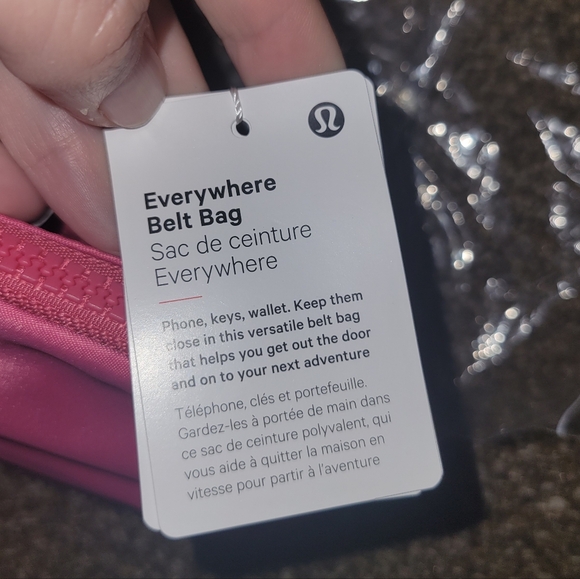 Everywhere
Belt Bag
Sac de ceinture
Everywhere
Phone, keys, wallet. Keep them
close in this versatile belt bag
that helps you get out the door
and on to your next adventure
Téléphone, clés et portefeuille.
Gardez-les à portée de main dans
ce sac de ceinture polyvalent, qui
vous aide à quitter la maison en
vitesse pour partir à l'aventure